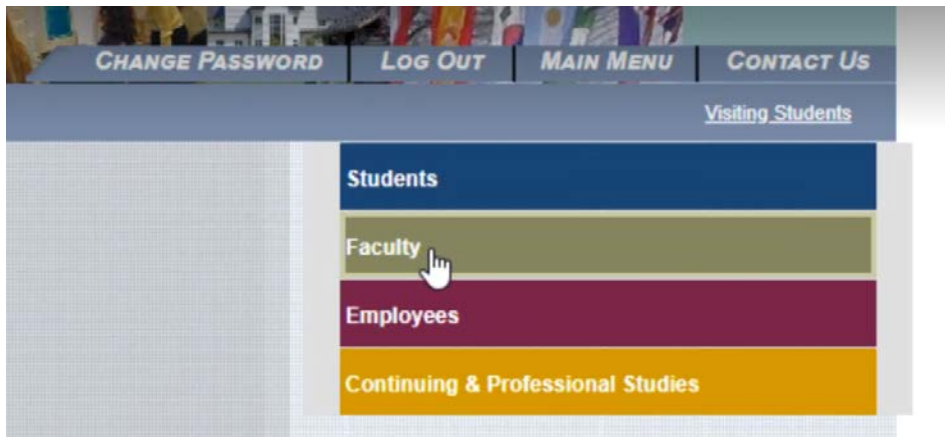 CHANGE PASSWORD LOG OUT MAIN MENU CONTACT US
Visiting Students
Students
Faculty
Employees
Continuing & Professional Studies